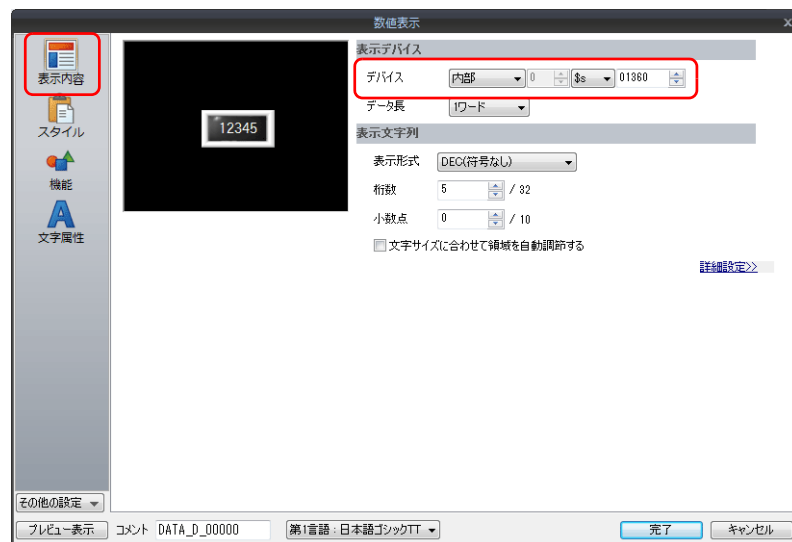 数値表示
表示内容
スタイル
機能
文字属性
12345
表示デバイス
デバイス 内部 0 $s 01360
データ長 1ワード
表示文字列
表示形式 DEC(符号なし)
桁数 5 / 32
小数点 0 / 10
文字サイズに合わせて領域を自動調節する
詳細設定>>
その他の設定
プレビュー表示 コメント DATA_D_00000 第1言語:日本語ゴシックTT 完了 キャンセル